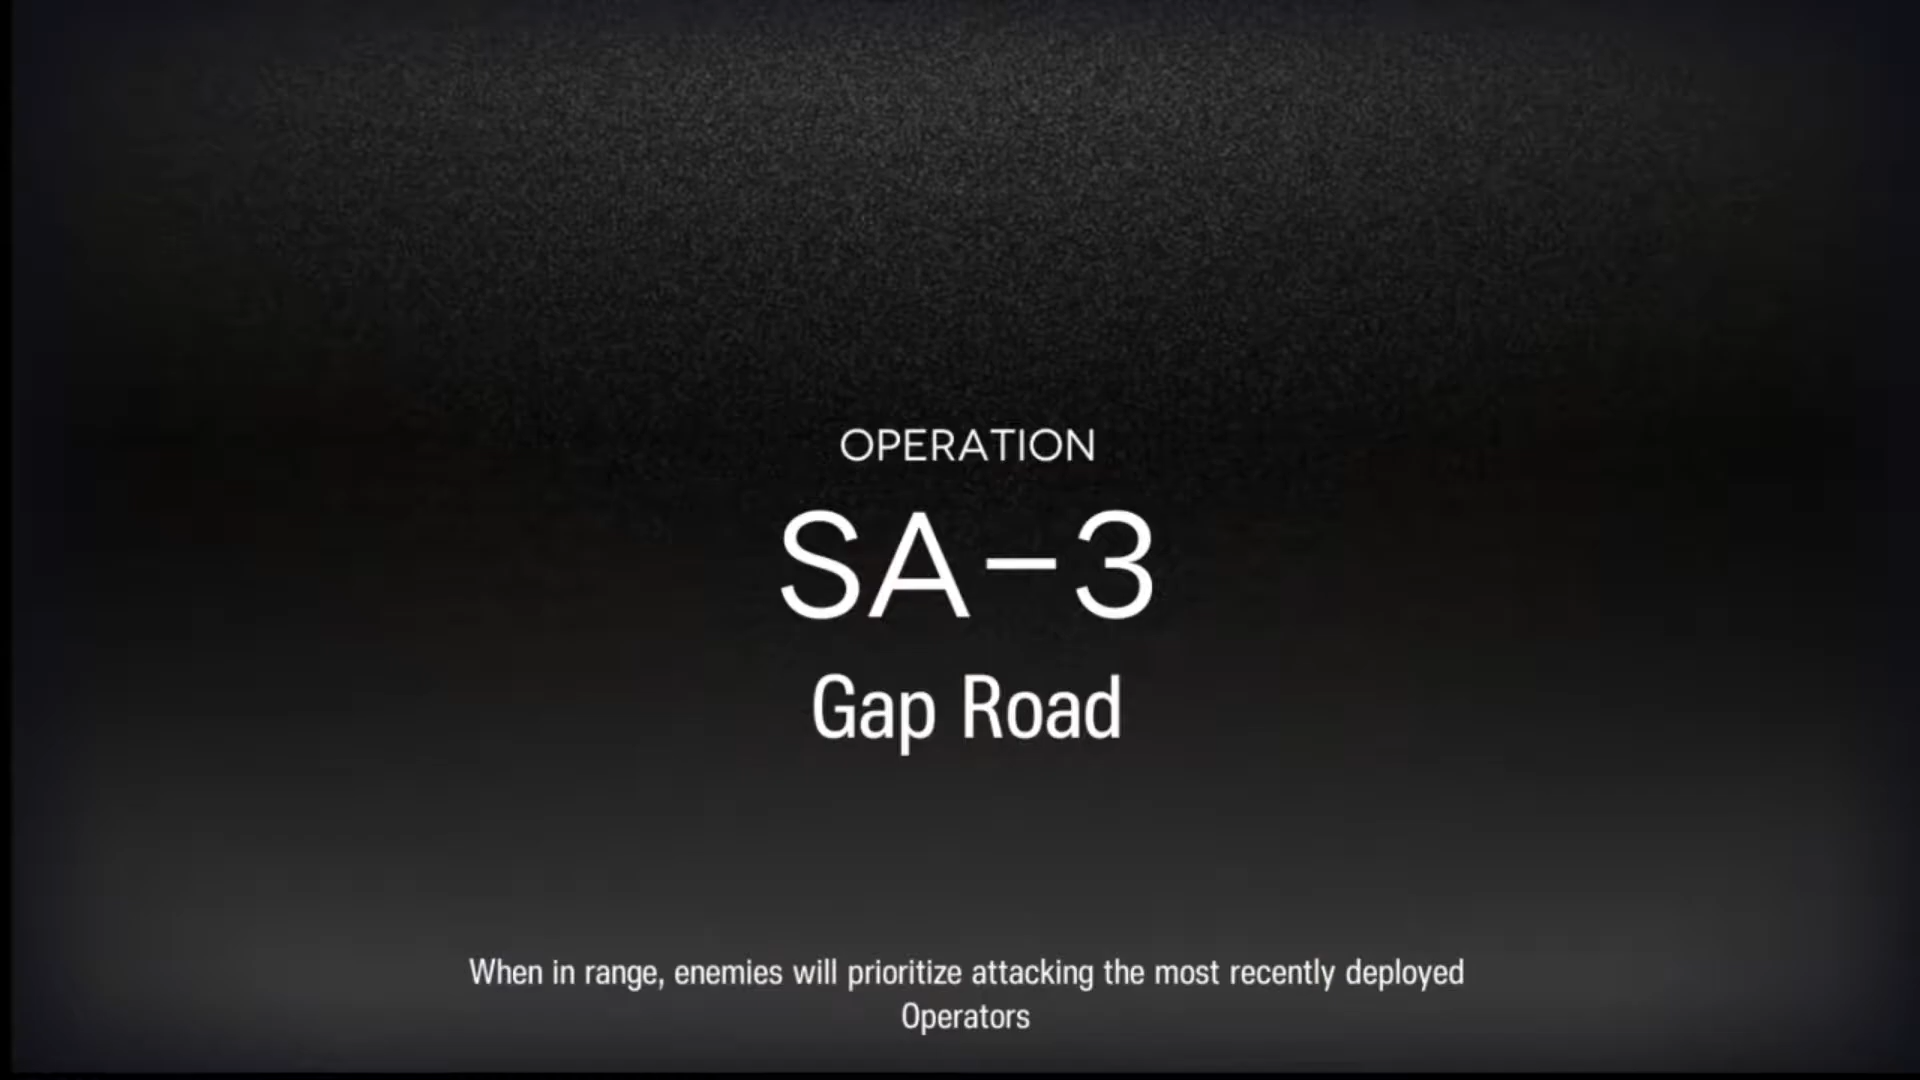 OPERATION
SA-3
Gap Road
When in range, enemies will prioritize attacking the most recently deployed
Operators